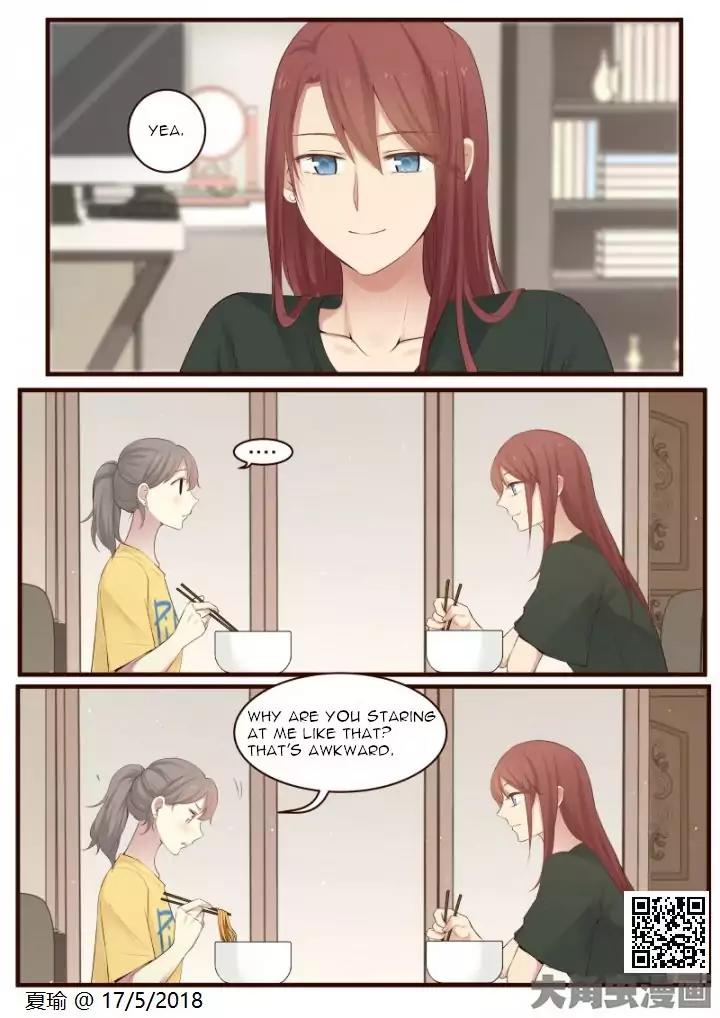 YEA.
....
WHY ARE YOU STARING
AT ME LIKE THAT?
THAT'S AWKWARD.
夏瑜 @ 17/5/2018
大角虫漫画